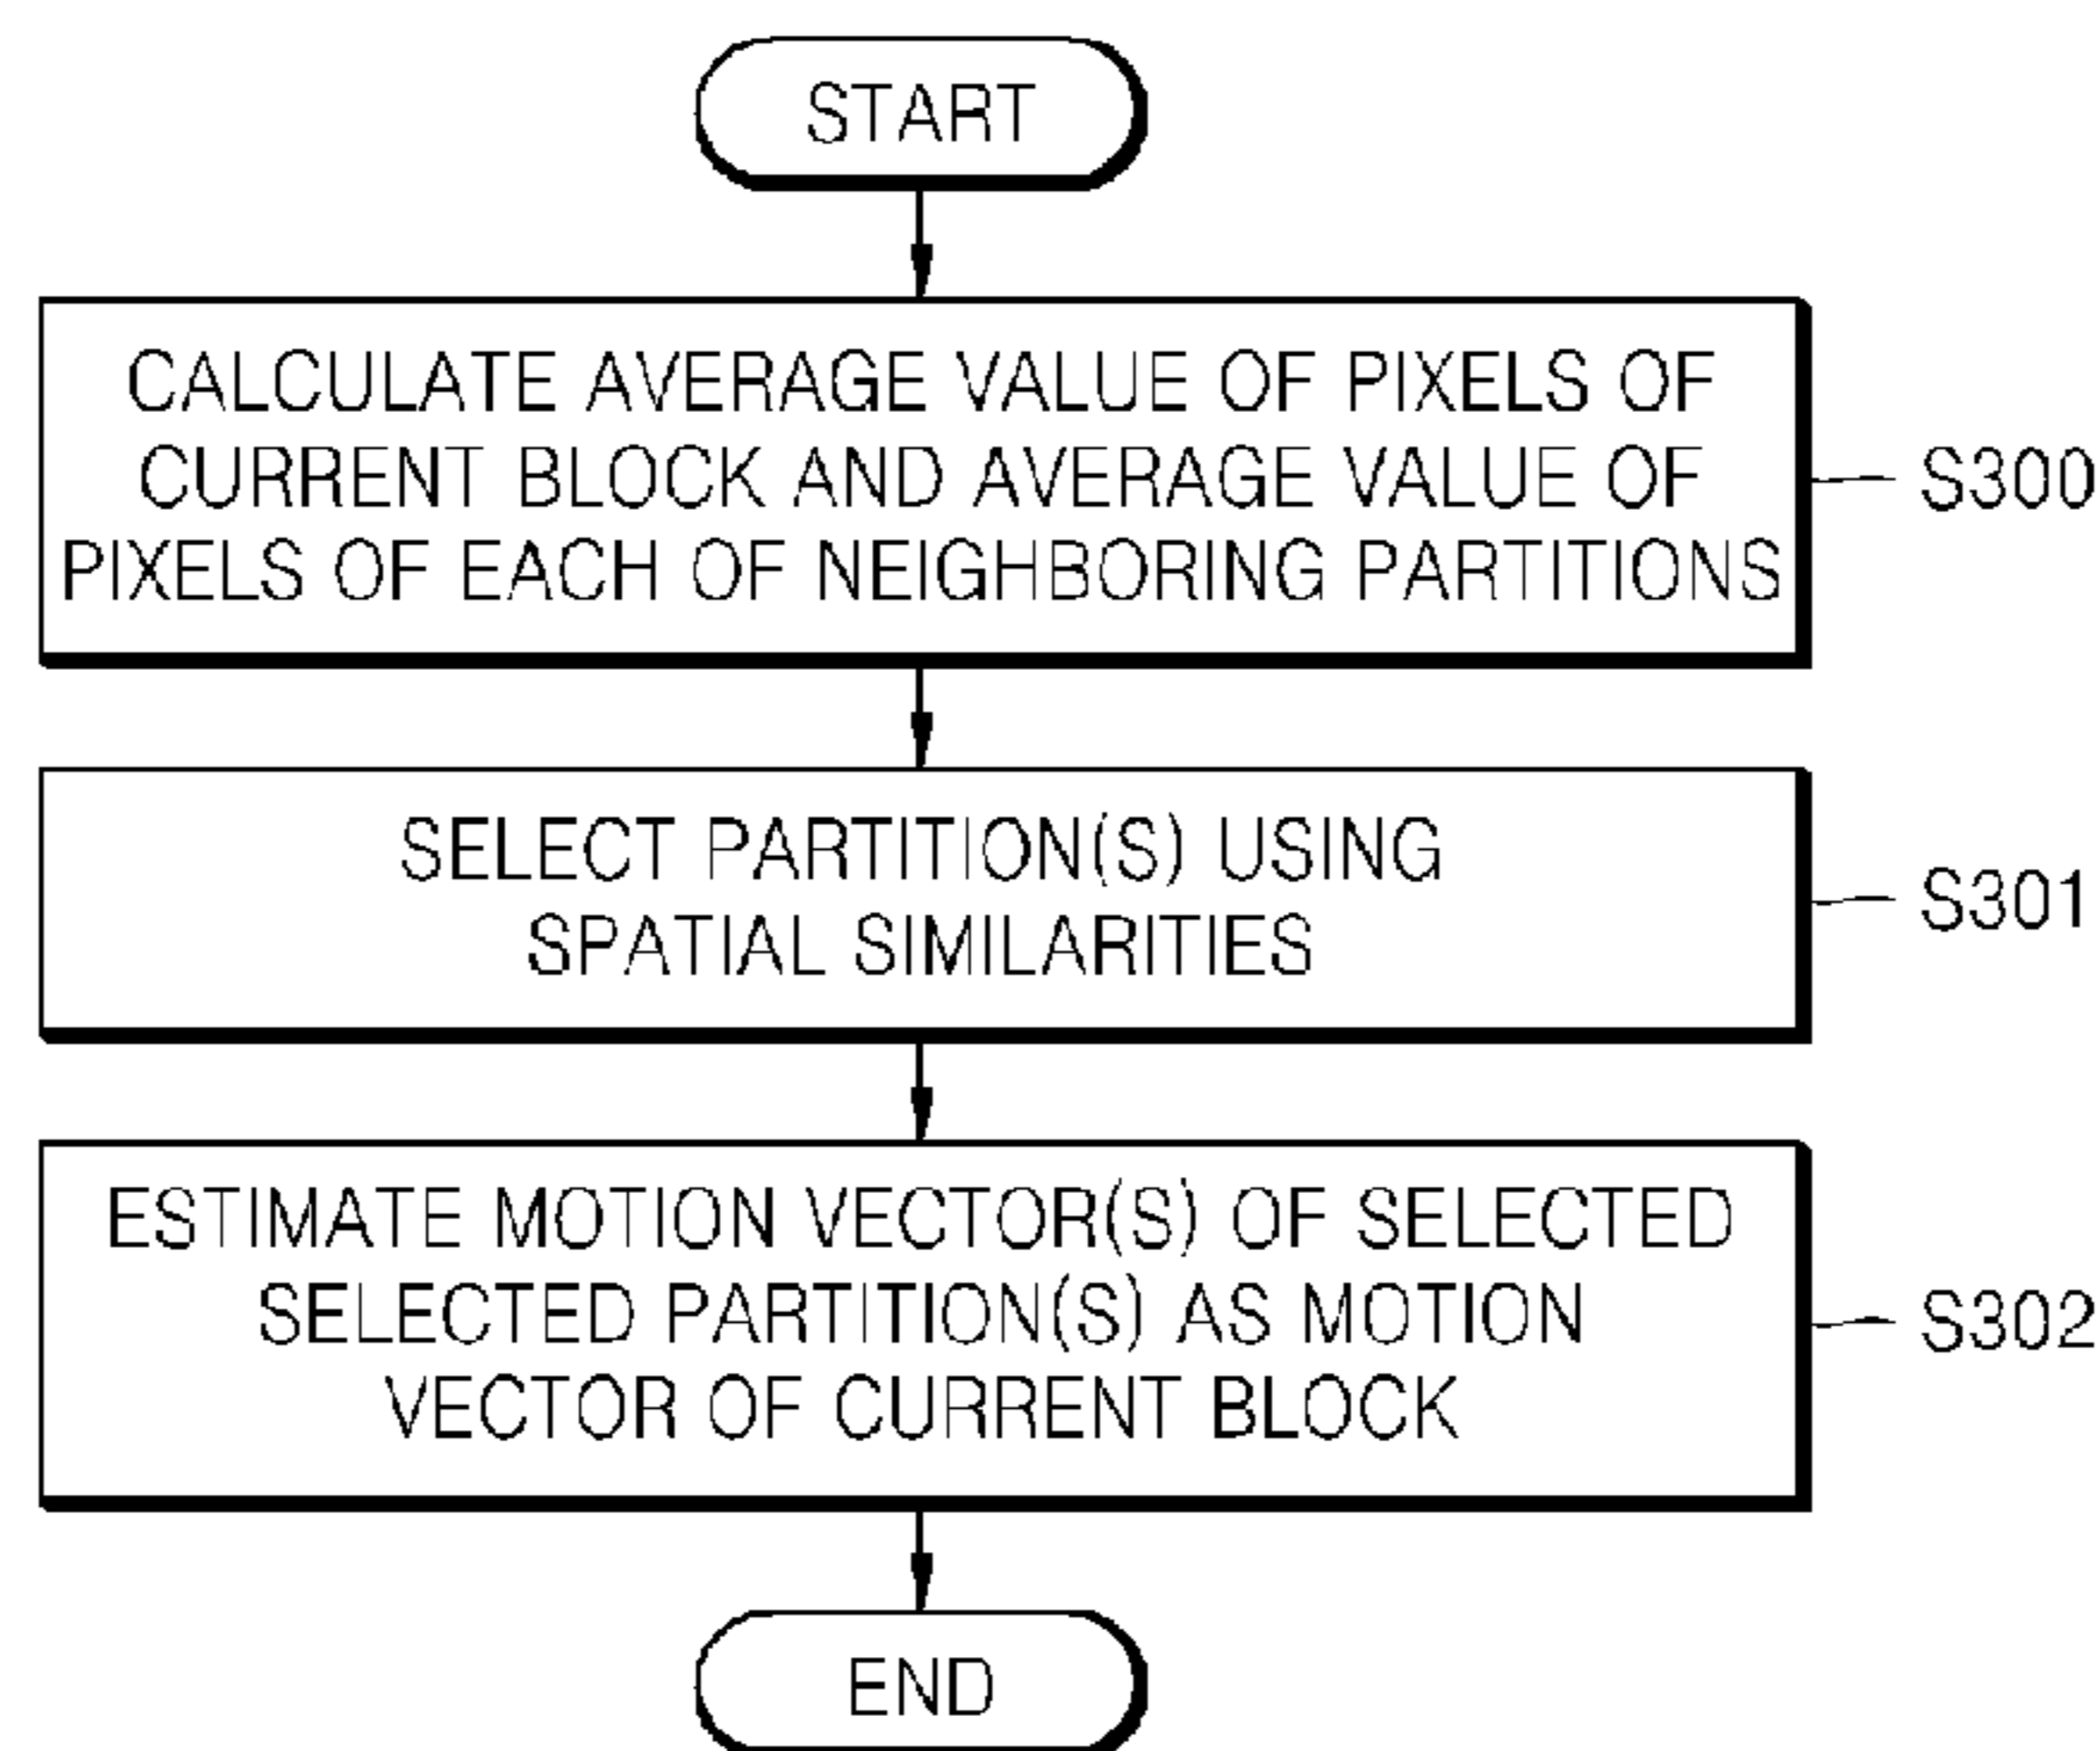 START
CALCULATE AVERAGE VALUE OF PIXELS OF
CURRENT BLOCK AND AVERAGE VALUE OF
PIXELS OF EACH OF NEIGHBORING PARTITIONS
S300
SELECT PARTITION(S) USING
SPATIAL SIMILARITIES
S301
ESTIMATE MOTION VECTOR(S) OF SELECTED
SELECTED PARTITION(S) AS MOTION
VECTOR OF CURRENT BLOCK
S302
END